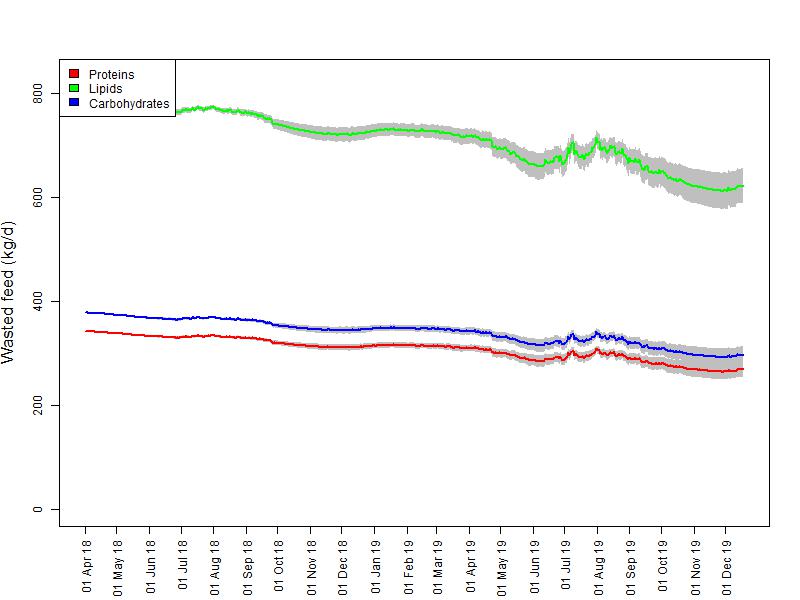 Proteins
Lipids
Carbohydrates
Wasted feed (kg/d)
800
600
400
200
0
01 Apr 18
01 May 18
01 Jun 18
01 Jul 18
01 Aug 18
01 Sep 18
01 Oct 18
01 Nov 18
01 Dec 18
01 Jan 19
01 Feb 19
01 Mar 19
01 Apr 19
01 May 19
01 Jun 19
01 Jul 19
01 Aug 19
01 Sep 19
01 Oct 19
01 Nov 19
01 Dec 19